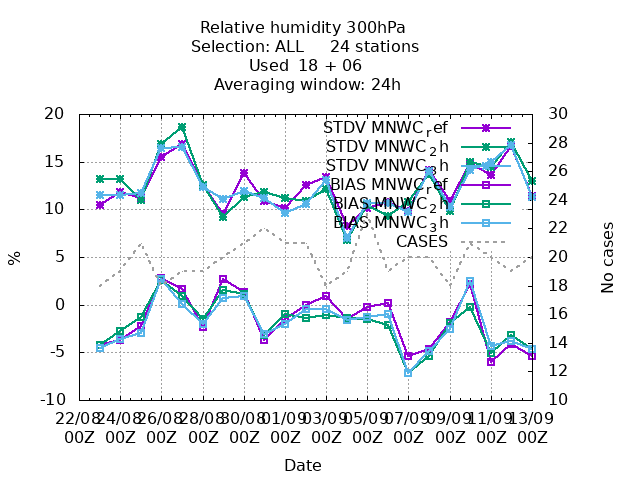 Relative humidity 300hPa
Selection: ALL 24 stations
Used 18 + 06
Averaging window: 24h
STDV MNWC_ref
STDV MNWC_2h
STDV MNWC_3h
BIAS MNWC_ref
BIAS MNWC_2h
BIAS MNWC_3h
CASES
%
20
15
10
5
0
-5
-10
No cases
30
28
26
24
22
20
18
16
14
12
10
22/08 24/08 26/08 28/08 30/08 01/09 03/09 05/09 07/09 09/09 11/09 13/09
00Z 00Z 00Z 00Z 00Z 00Z 00Z 00Z 00Z 00Z 00Z 00Z
Date